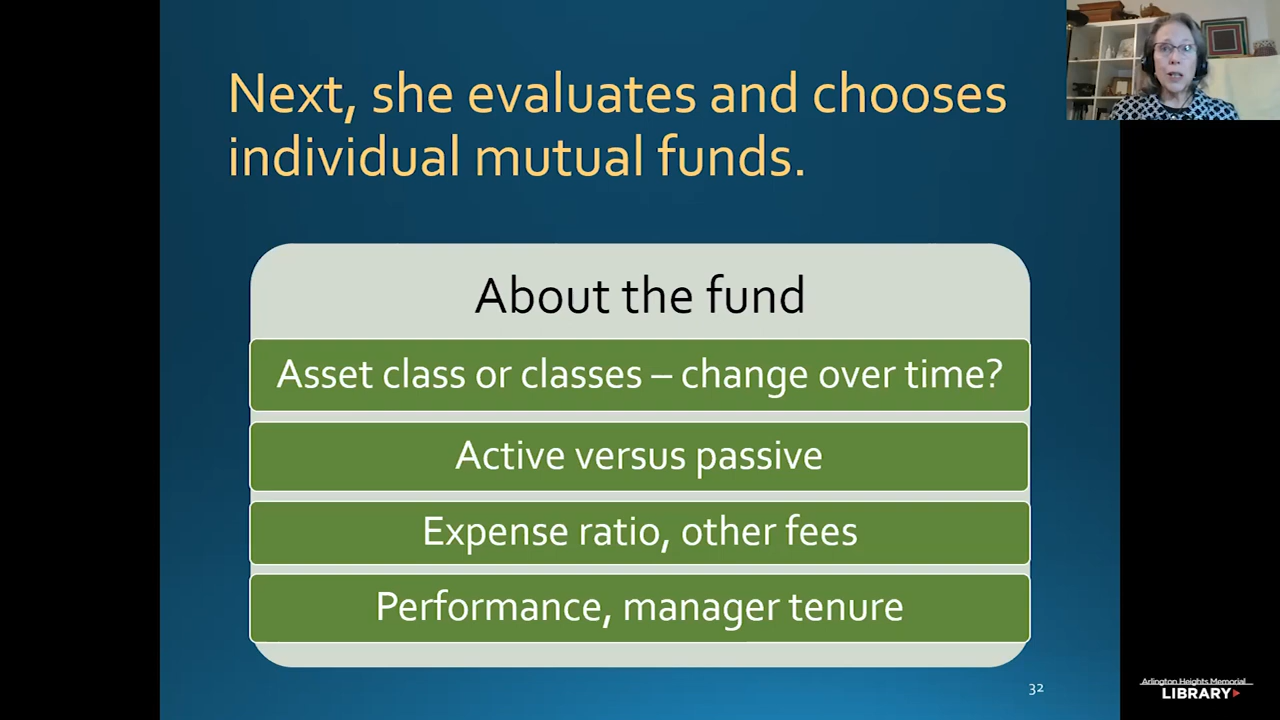 Next, she evaluates and chooses
individual mutual funds.
About the fund
Asset class or classes – change over time?
Active versus passive
Expense ratio, other fees
Performance, manager tenure
32
Arlington Heights Memorial
LIBRARY